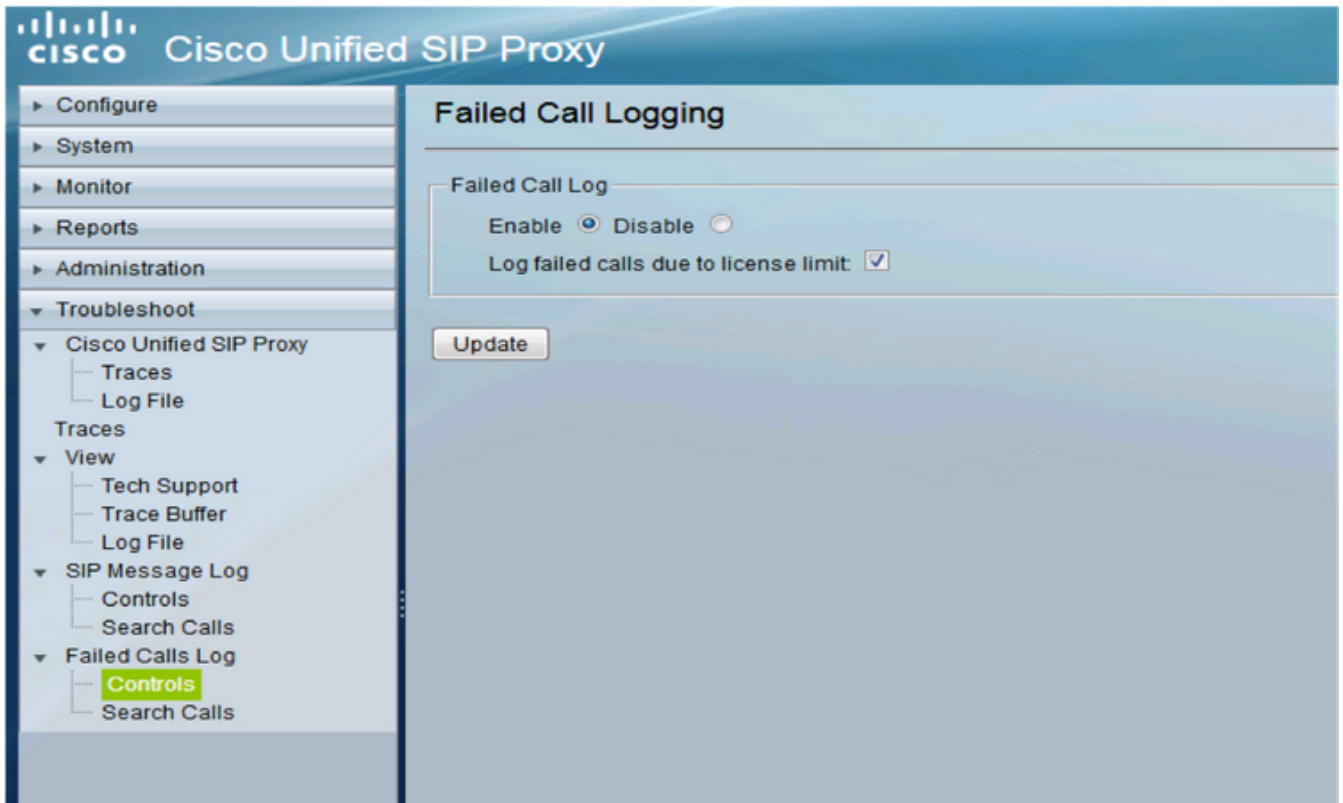 CISCO Cisco Unified SIP Proxy
Configure
System
Monitor
Reports
Administration
Troubleshoot
Cisco Unified SIP Proxy
Traces
Log File
Traces
View
Tech Support
Trace Buffer
Log File
SIP Message Log
Controls
Search Calls
Failed Calls Log
Controls
Search Calls
Failed Call Logging
Failed Call Log
Enable Disable
Log failed calls due to license limit:
Update